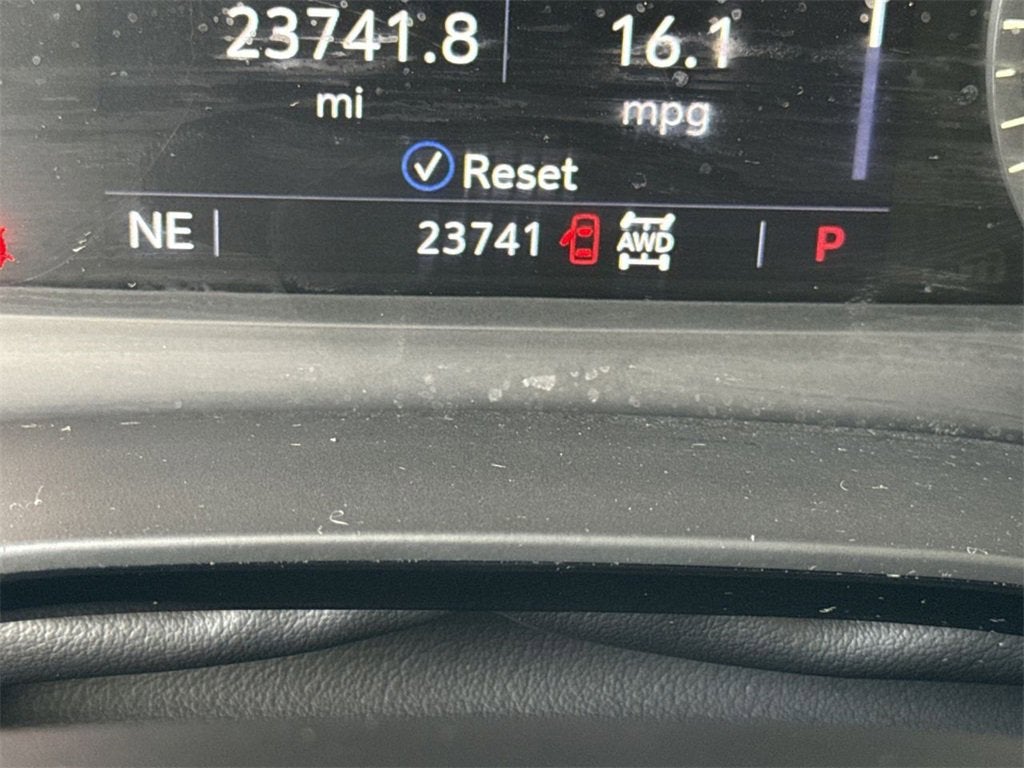 23741.8 16.1
mi mpg
Reset
NE 23741 AWD P